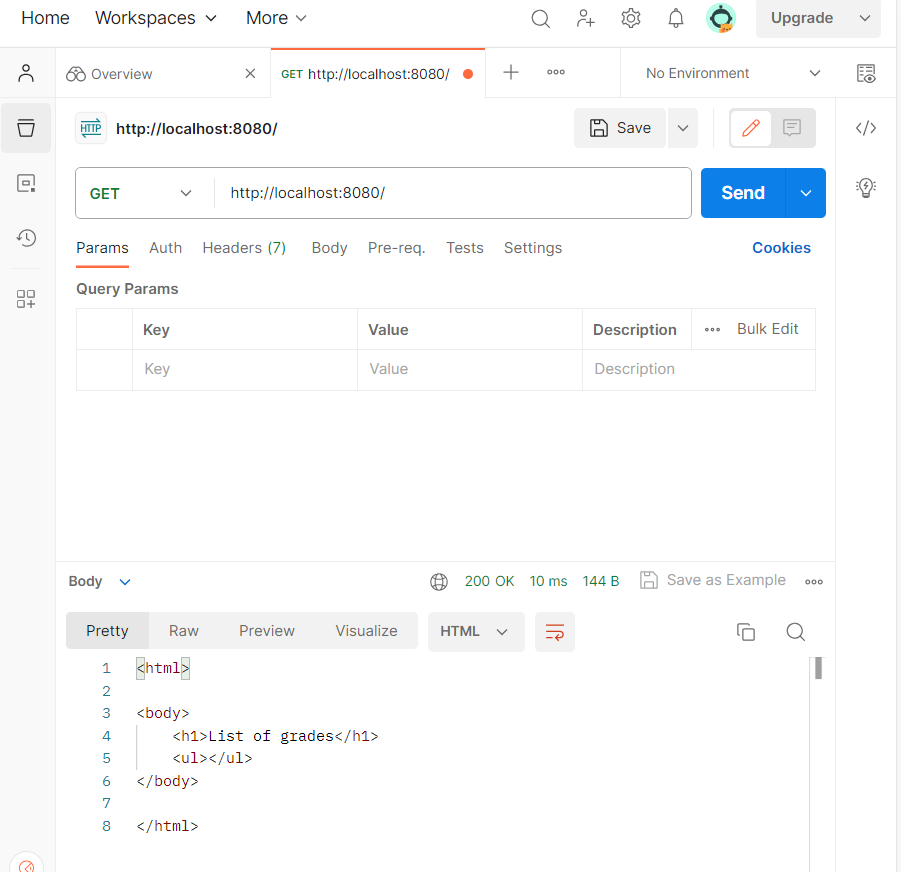 Home Workspaces More Upgrade
Overview GET http://localhost:8080/ No Environment
HTTP http://localhost:8080/ Save
GET http://localhost:8080/ Send
Params Auth Headers (7) Body Pre-req. Tests Settings Cookies
Query Params
Key Value Description Bulk Edit
Key Value Description
Body 200 OK 10 ms 144 B Save as Example
Pretty Raw Preview Visualize HTML
1 <html>
2
3 <body>
4 <h1>List of grades</h1>
5 <ul></ul>
6 </body>
7
8 </html>